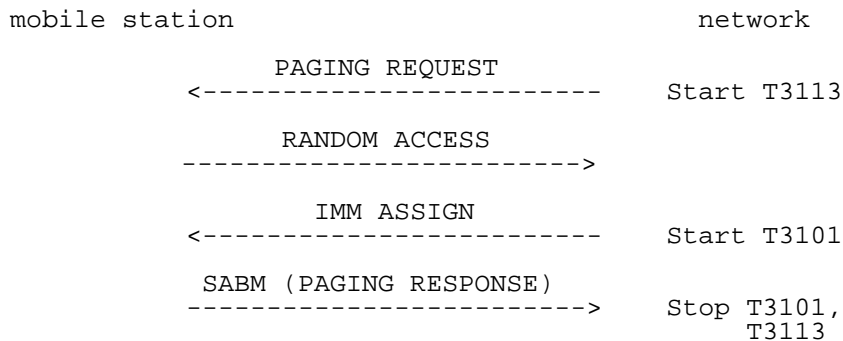 mobile station network
PAGING REQUEST
<------------------------- Start T3113
RANDOM ACCESS
------------------------->
IMM ASSIGN
<------------------------- Start T3101
SABM (PAGING RESPONSE)
-------------------------> Stop T3101,
T3113